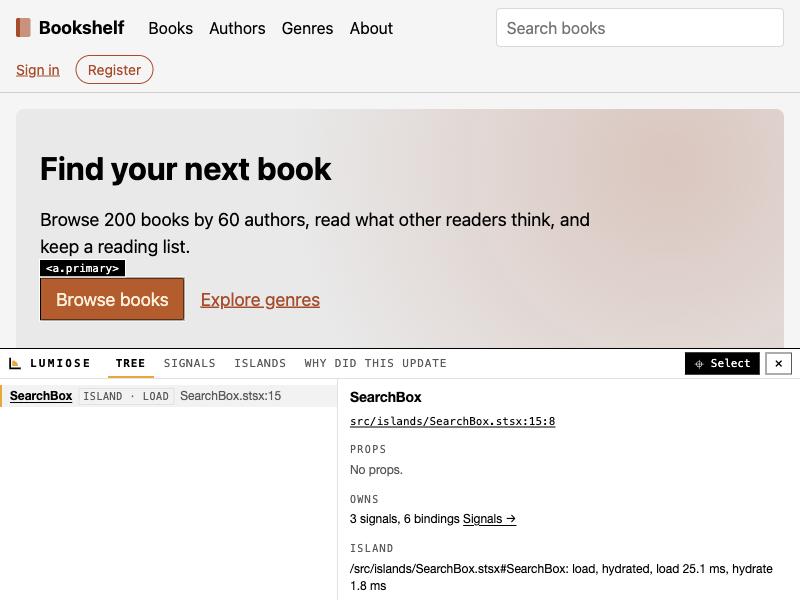 Bookshelf Books Authors Genres About Search books
Sign in Register
Find your next book
Browse 200 books by 60 authors, read what other readers think, and
keep a reading list.
<a.primary>
Browse books Explore genres
LUMIOSE TREE SIGNALS ISLANDS WHY DID THIS UPDATE Select ×
SearchBox ISLAND · LOAD SearchBox.stsx:15
SearchBox
src/islands/SearchBox.stsx:15:8
PROPS
No props.
OWNS
3 signals, 6 bindings Signals →
ISLAND
/src/islands/SearchBox.stsx#SearchBox: load, hydrated, load 25.1 ms, hydrate
1.8 ms